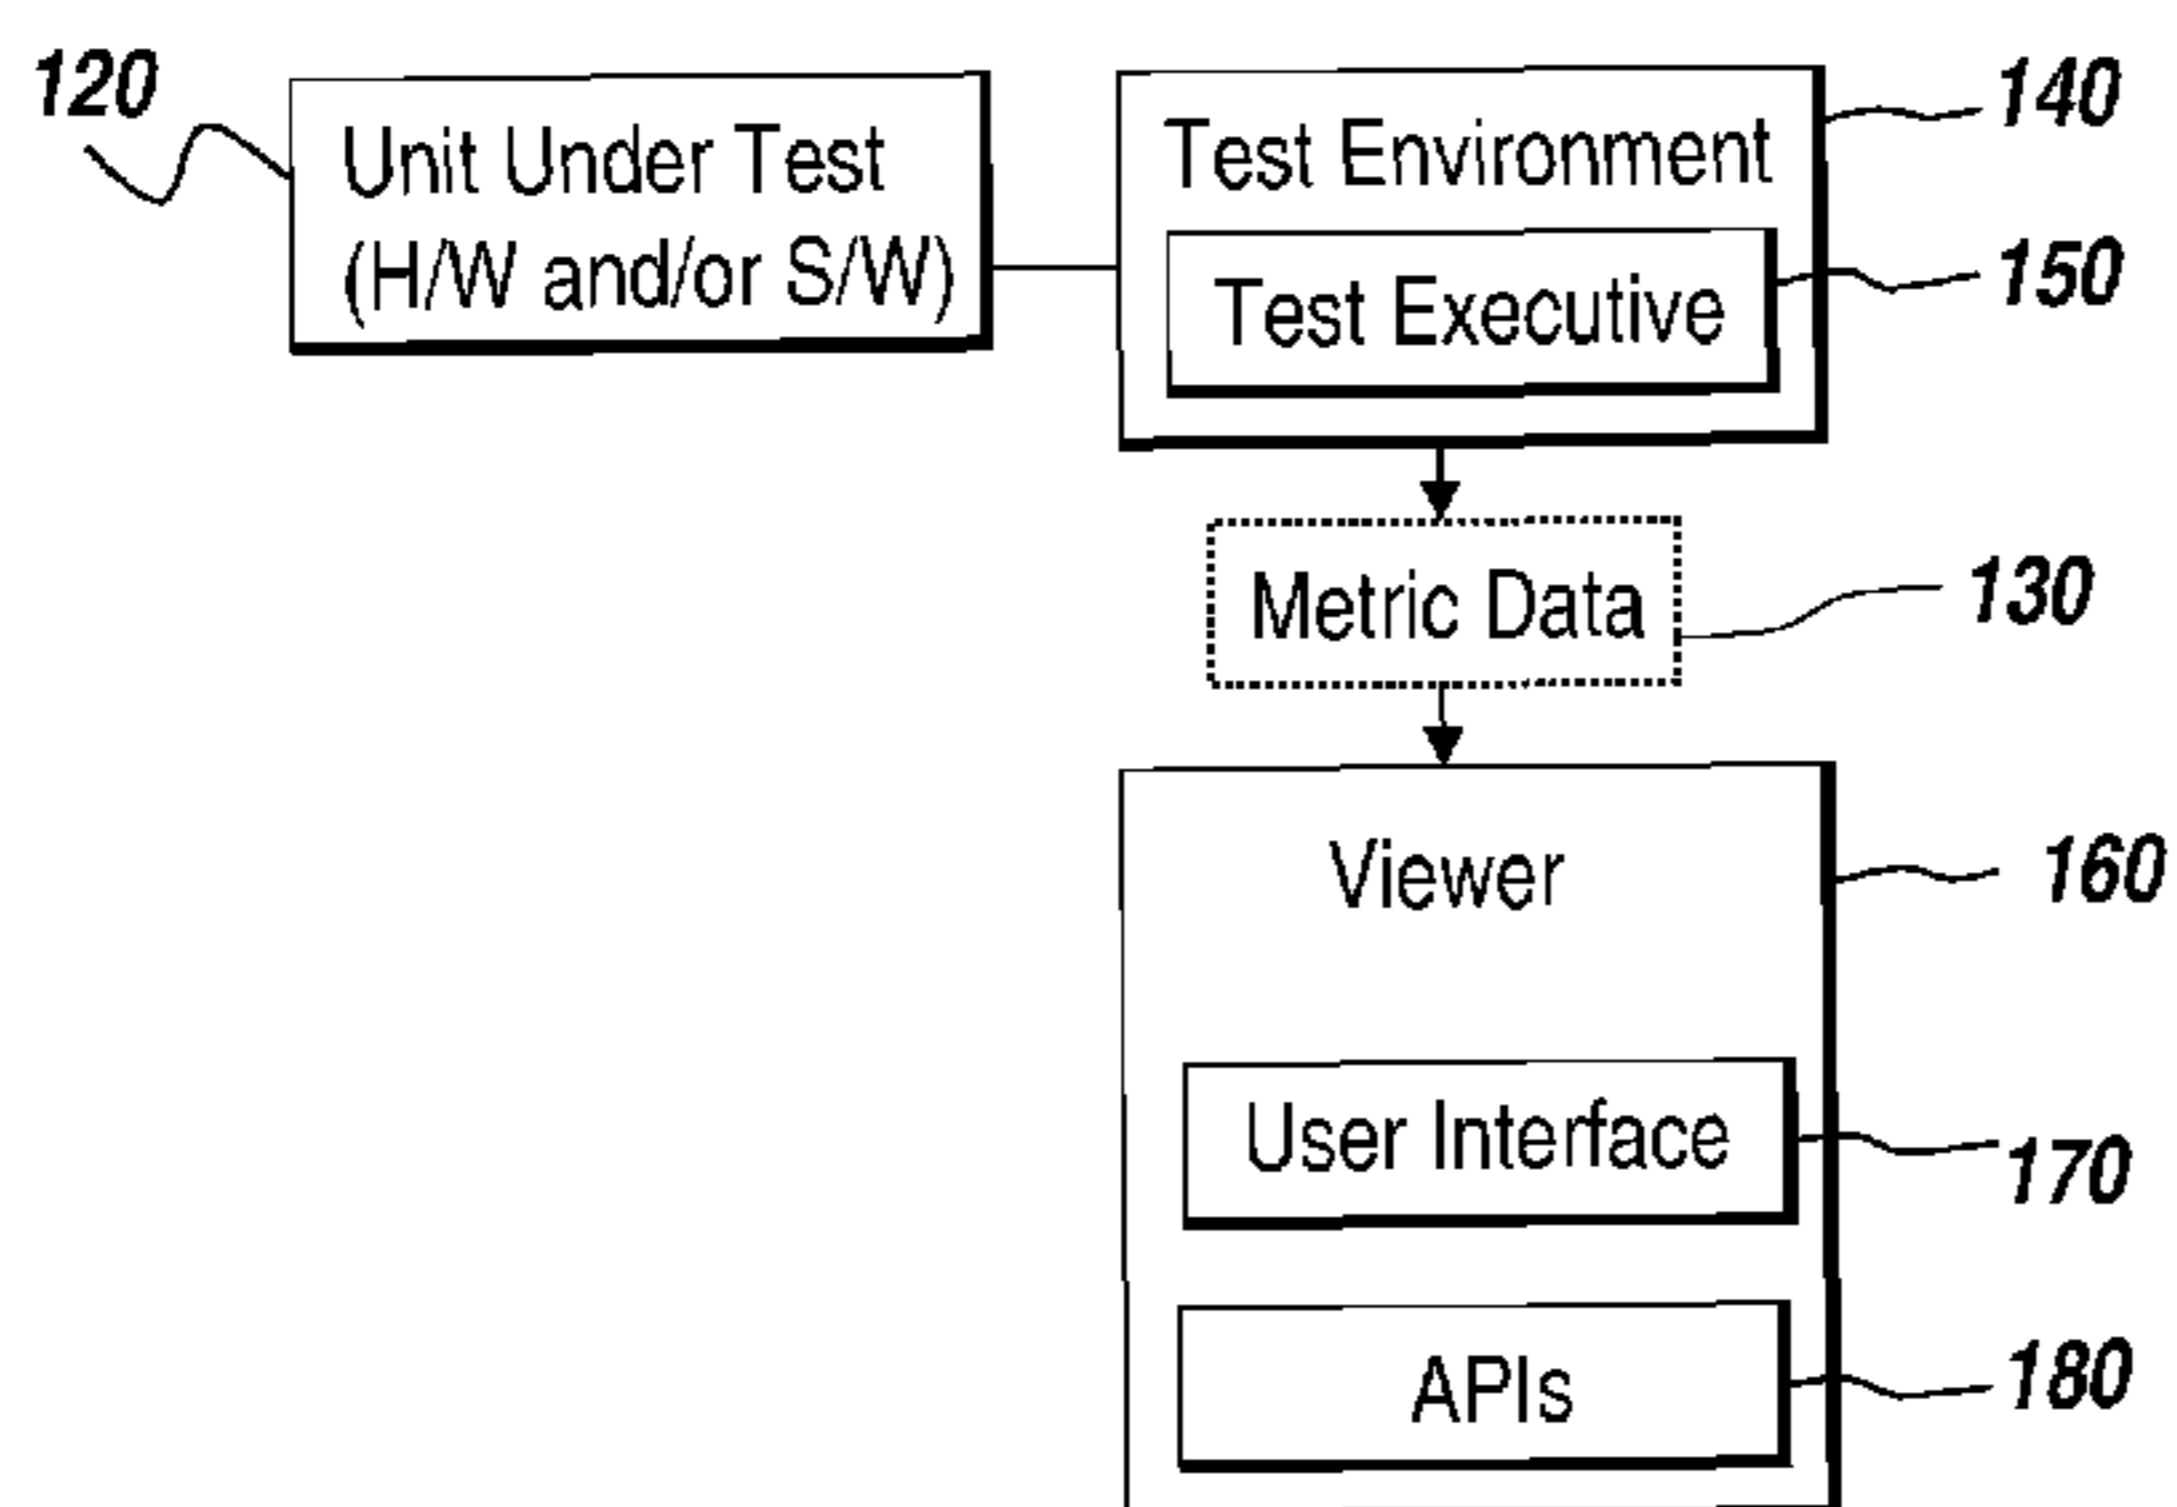 120
Unit Under Test
(H/W and/or S/W)
Test Environment
140
Test Executive
150
Metric Data
130
Viewer
160
User Interface
170
APIs
180